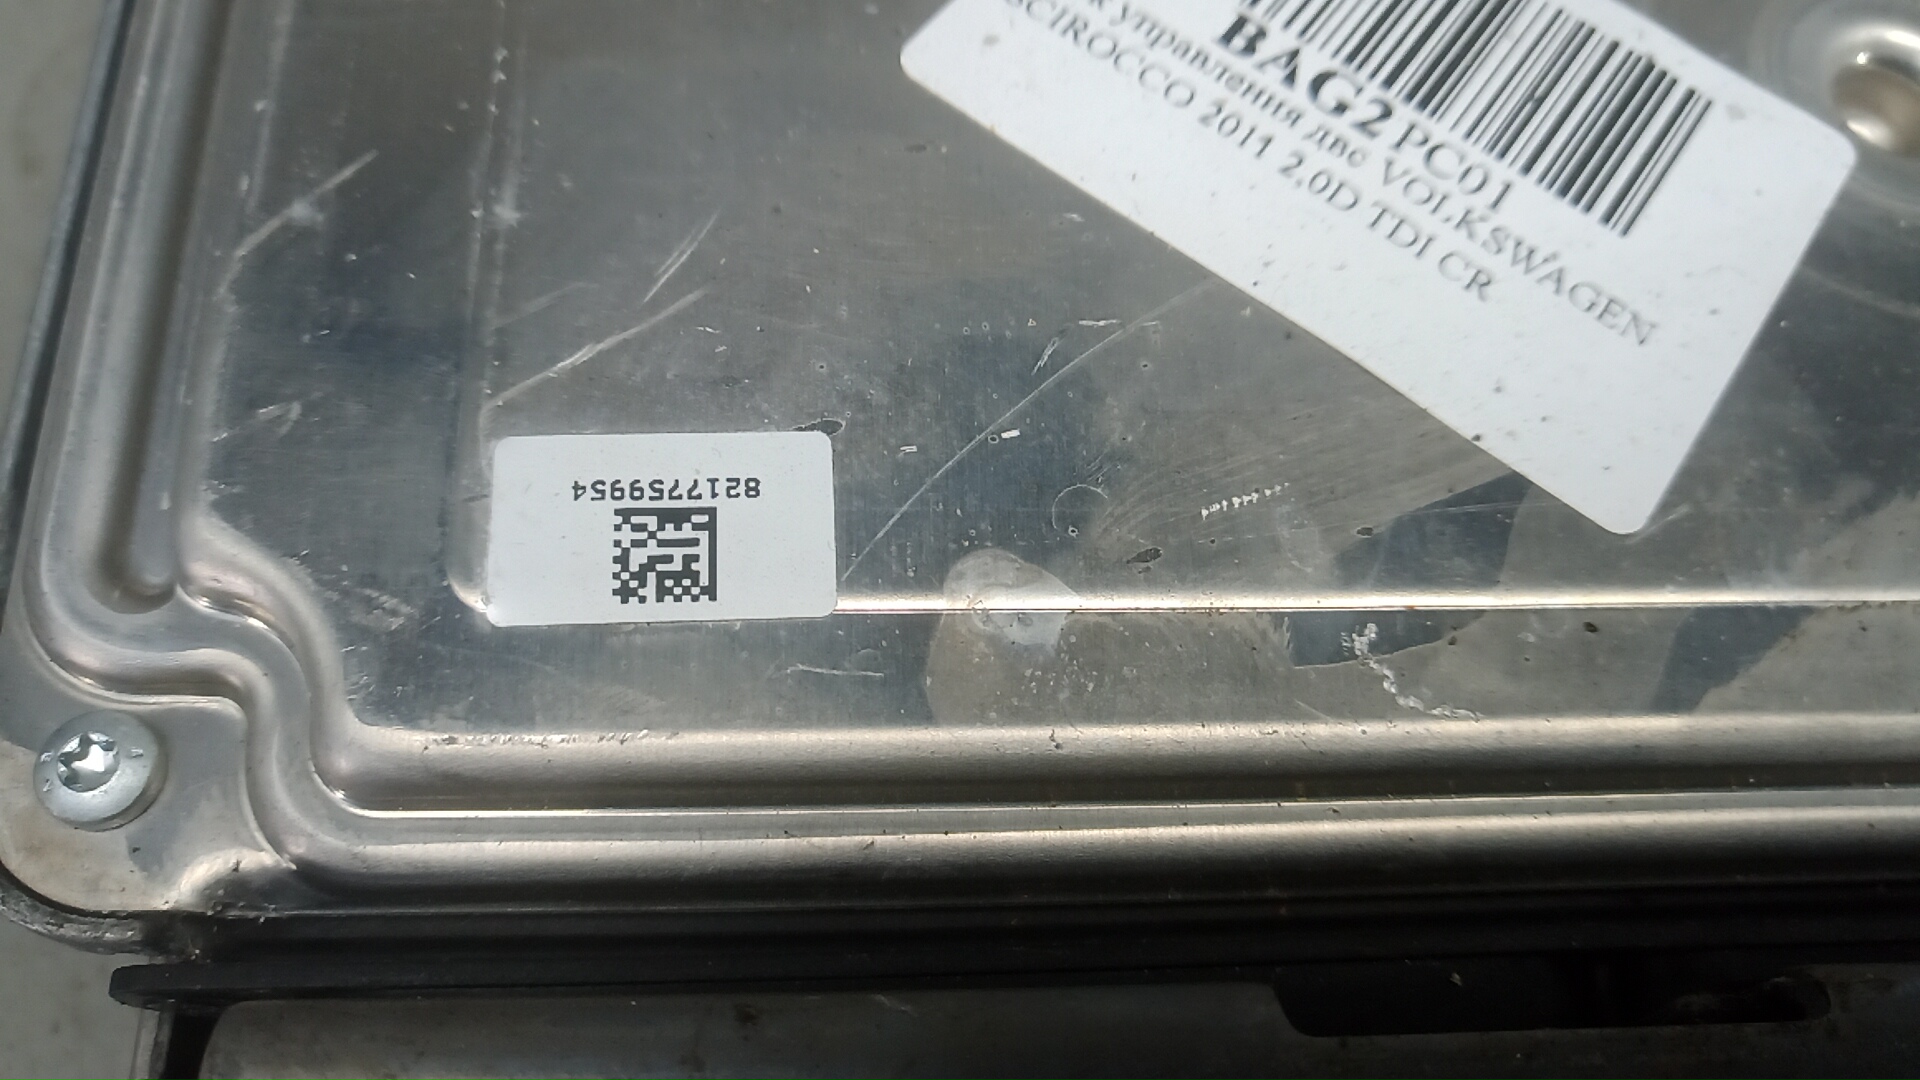 BAG2PC01
управления двс VOLKSWAGEN
SCIROCCO 2011 2.0D TDI CR
8217759954